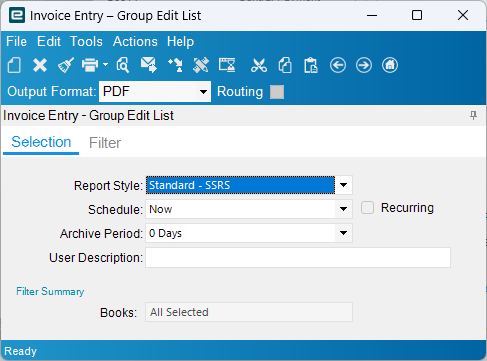 Invoice Entry – Group Edit List
File Edit Tools Actions Help
Output Format: PDF Routing
Invoice Entry - Group Edit List
Selection Filter
Report Style: Standard - SSRS
Schedule: Now Recurring
Archive Period: 0 Days
User Description:
Filter Summary
Books: All Selected
Ready